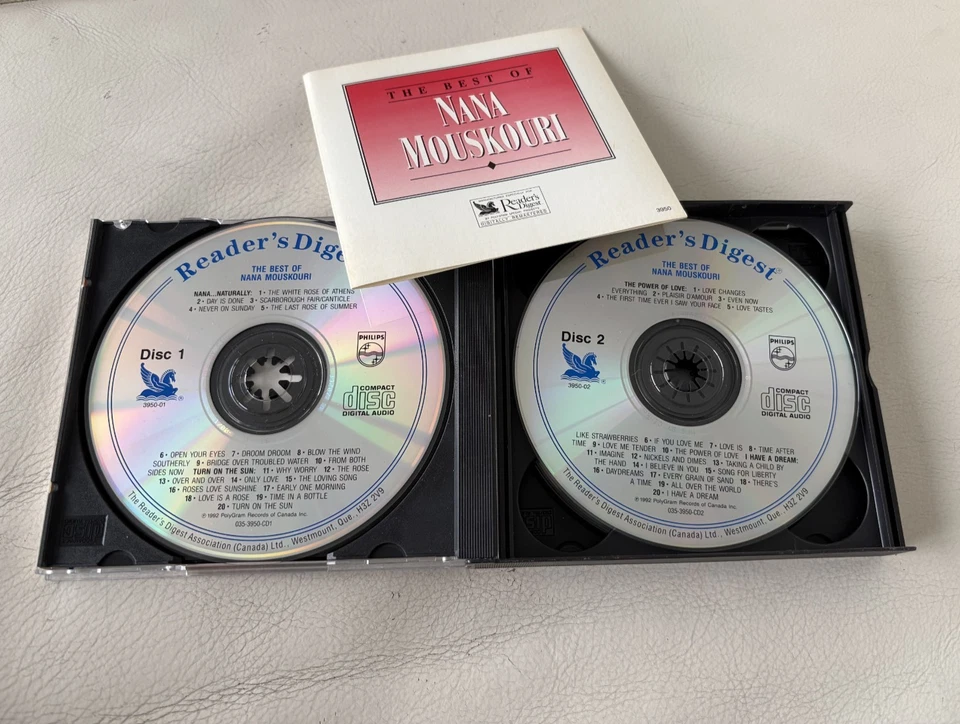 THE BEST OF
NANA
MOUSKOURI
Reader's
Digest
DIGITALLY REMASTERED
3950
Reader's Dige
THE BEST OF
NANA MOUSKOURI
NANA...NATURALLY: 1 • THE WHITE ROSE OF ATHENS
2 • DAY IS DONE 3 • SCARBOROUGH FAIR/CANTICLE
4 • NEVER ON SUNDAY 5 • THE LAST ROSE OF SUMMER
Disc 1
PHILIPS
3950-01
COMPACT
disc
DIGITAL AUDIO
6 • OPEN YOUR EYES 7 • DROOM DROOM 8 • BLOW THE WIND
SOUTHERLY 9 • BRIDGE OVER TROUBLED WATER 10 • FROM BOTH
SIDES NOW TURN ON THE SUN: 11 • WHY WORRY 12 • THE ROSE
13 • OVER AND OVER 14 • ONLY LOVE 15 • THE LOVING SONG
16 • ROSES LOVE SUNSHINE 17 • EARLY ONE MORNING
18 • LOVE IS A ROSE 19 • TIME IN A BOTTLE
20 • TURN ON THE SUN
℗ 1992 PolyGram Records of Canada Inc.
035-3950-CD1
The Reader's Digest Association (Canada) Ltd., Westmount, Que., H3Z 2V9
Reader's Digest®
THE BEST OF
NANA MOUSKOURI
THE POWER OF LOVE: 1 • LOVE CHANGES
EVERYTHING 2 • PLAISIR D'AMOUR 3 • EVEN NOW
4 • THE FIRST TIME EVER I SAW YOUR FACE 5 • LOVE TASTES
Disc 2
PHILIPS
3950-02
COMPACT
disc
DIGITAL AUDIO
LIKE STRAWBERRIES 6 • IF YOU LOVE ME 7 • LOVE IS 8 • TIME AFTER
TIME 9 • LOVE ME TENDER 10 • THE POWER OF LOVE I HAVE A DREAM:
11 • IMAGINE 12 • NICKELS AND DIMES 13 • TAKING A CHILD BY
THE HAND 14 • I BELIEVE IN YOU 15 • SONG FOR LIBERTY
16 • DAYDREAMS 17 • EVERY GRAIN OF SAND 18 • THERE'S
A TIME 19 • ALL OVER THE WORLD
20 • I HAVE A DREAM
℗ 1992 PolyGram Records of Canada Inc.
035-3950-CD2
The Reader's Digest Association (Canada) Ltd., Westmount, Que., H3Z 2V9